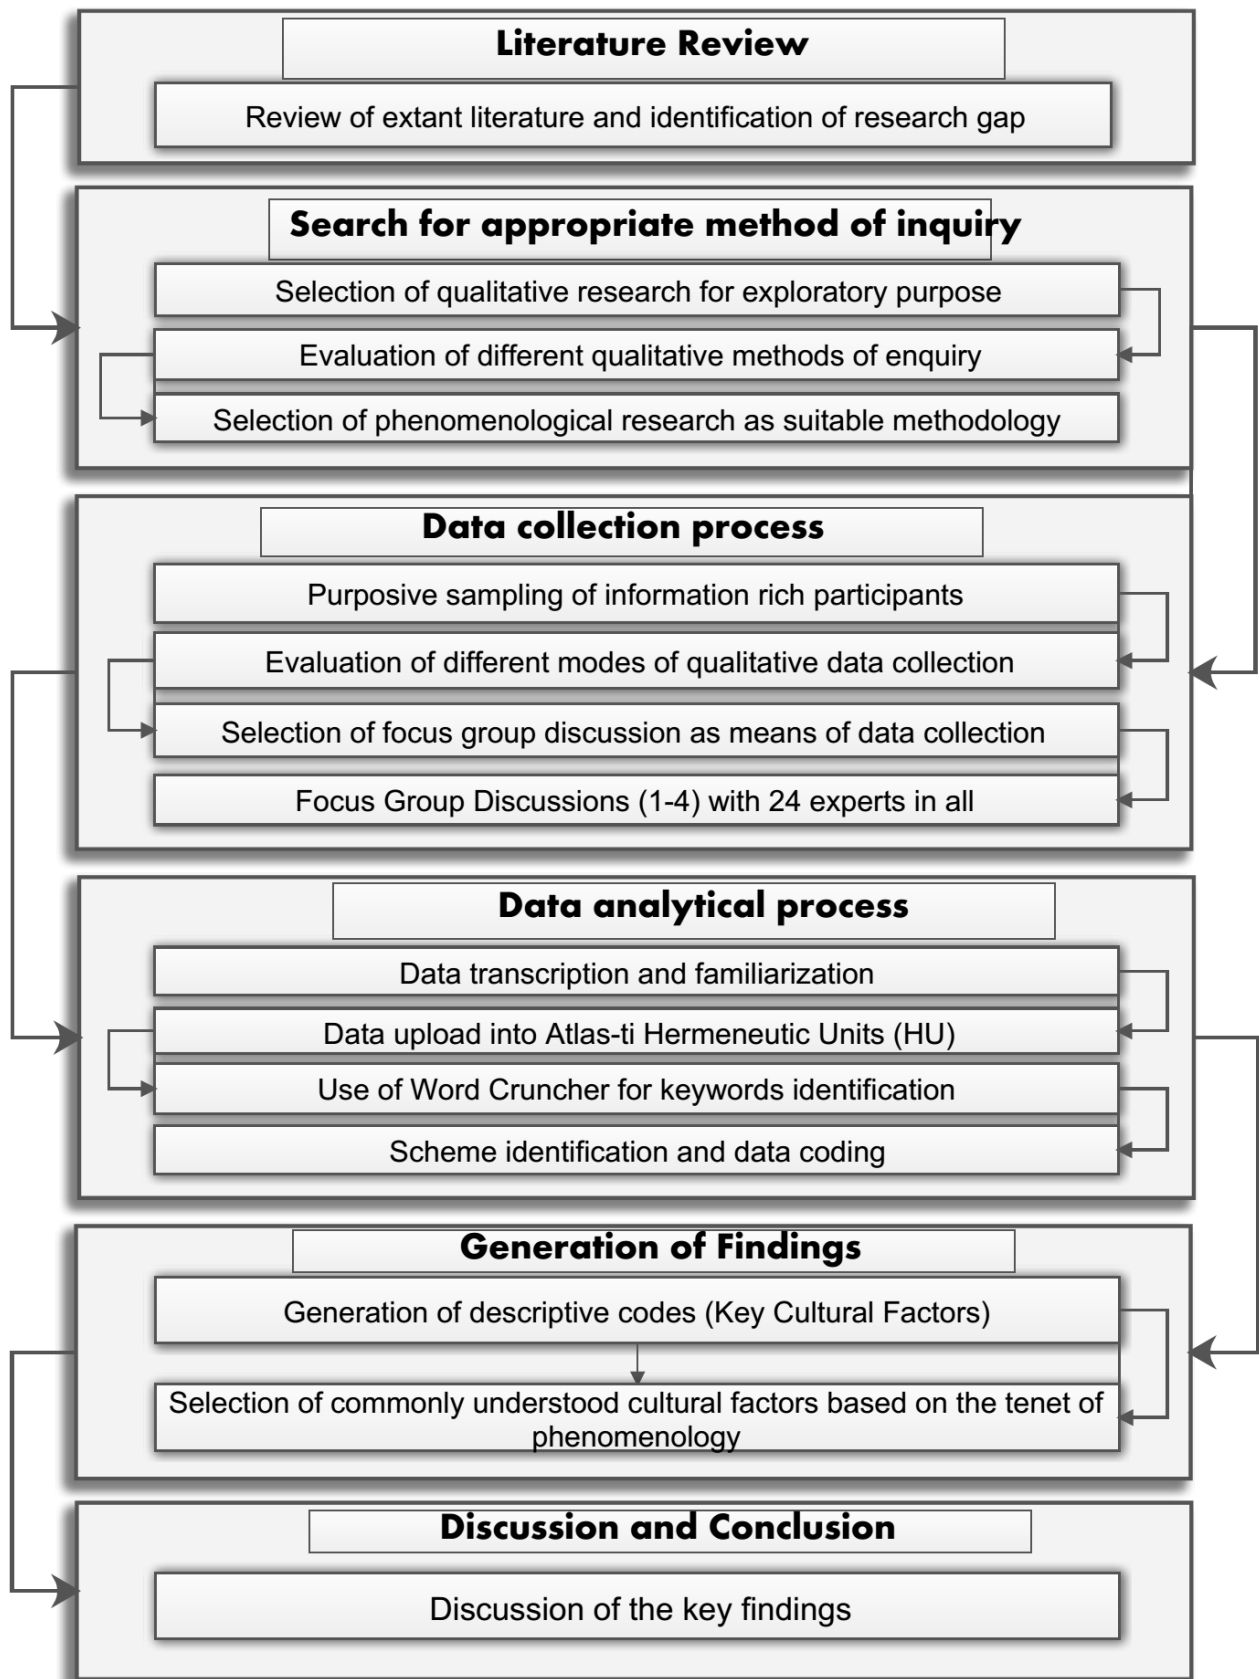 Literature Review
Review of extant literature and identification of research gap
Search for appropriate method of inquiry
Selection of qualitative research for exploratory purpose
Evaluation of different qualitative methods of enquiry
Selection of phenomenological research as suitable methodology
Data collection process
Purposive sampling of information rich participants
Evaluation of different modes of qualitative data collection
Selection of focus group discussion as means of data collection
Focus Group Discussions (1-4) with 24 experts in all
Data analytical process
Data transcription and familiarization
Data upload into Atlas-ti Hermeneutic Units (HU)
Use of Word Cruncher for keywords identification
Scheme identification and data coding
Generation of Findings
Generation of descriptive codes (Key Cultural Factors)
Selection of commonly understood cultural factors based on the tenet of
phenomenology
Discussion and Conclusion
Discussion of the key findings